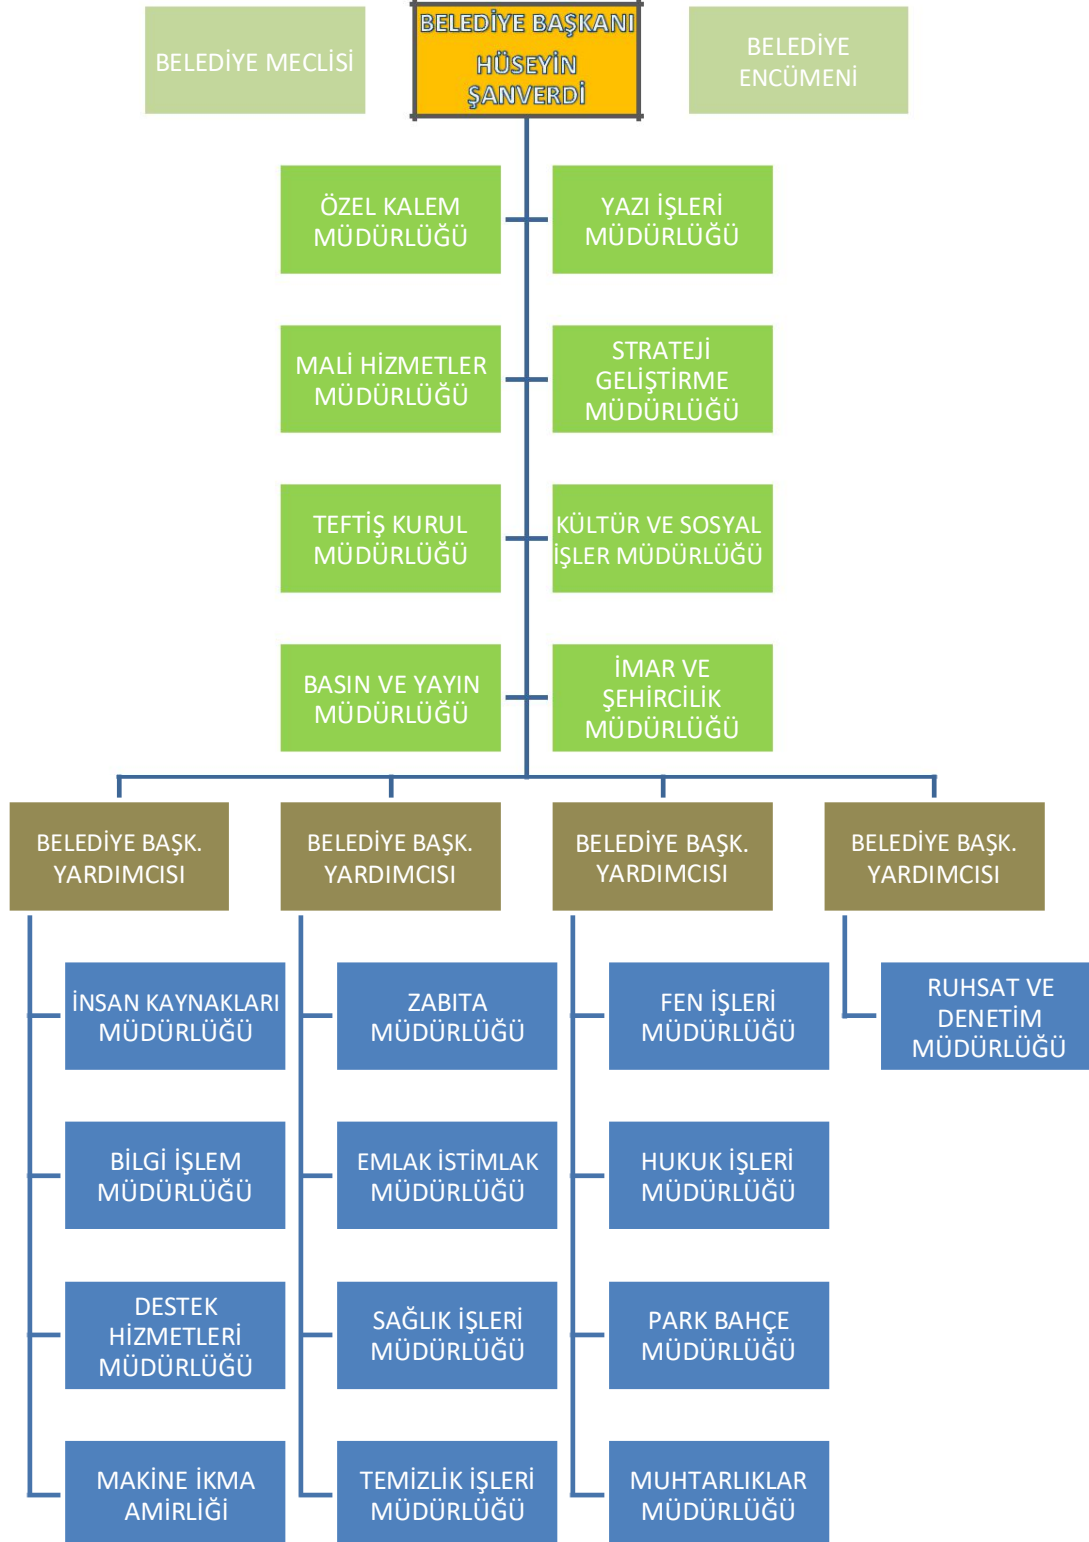 BELEDİYE MECLİSİ
BELEDİYE BAŞKANI
HÜSEYİN
ŞANVERDİ
BELEDİYE
ENCÜMENİ
ÖZEL KALEM
MÜDÜRLÜĞÜ
YAZI İŞLERİ
MÜDÜRLÜĞÜ
MALİ HİZMETLER
MÜDÜRLÜĞÜ
STRATEJİ
GELİŞTİRME
MÜDÜRLÜĞÜ
TEFTİŞ KURUL
MÜDÜRLÜĞÜ
KÜLTÜR VE SOSYAL
İŞLER MÜDÜRLÜĞÜ
BASIN VE YAYIN
MÜDÜRLÜĞÜ
İMAR VE
ŞEHİRCİLİK
MÜDÜRLÜĞÜ
BELEDİYE BAŞK.
YARDIMCISI
BELEDİYE BAŞK.
YARDIMCISI
BELEDİYE BAŞK.
YARDIMCISI
BELEDİYE BAŞK.
YARDIMCISI
İNSAN KAYNAKLARI
MÜDÜRLÜĞÜ
ZABITA
MÜDÜRLÜĞÜ
FEN İŞLERİ
MÜDÜRLÜĞÜ
RUHSAT VE
DENETİM
MÜDÜRLÜĞÜ
BİLGİ İŞLEM
MÜDÜRLÜĞÜ
EMLAK İSTİMLAK
MÜDÜRLÜĞÜ
HUKUK İŞLERİ
MÜDÜRLÜĞÜ
DESTEK
HİZMETLERİ
MÜDÜRLÜĞÜ
SAĞLIK İŞLERİ
MÜDÜRLÜĞÜ
PARK BAHÇE
MÜDÜRLÜĞÜ
MAKİNE İKMA
AMİRLİĞİ
TEMİZLİK İŞLERİ
MÜDÜRLÜĞÜ
MUHTARLIKLAR
MÜDÜRLÜĞÜ